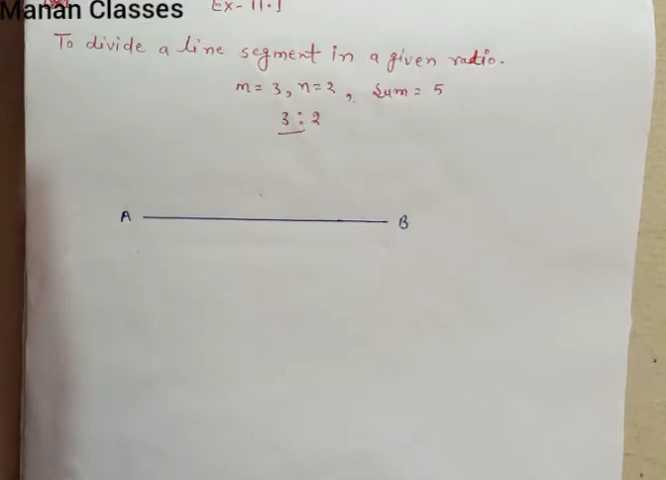 Manan Classes Ex- 11.1
To divide a line segment in a given ratio.
m = 3, n = 2, Sum = 5
3 : 2
A B